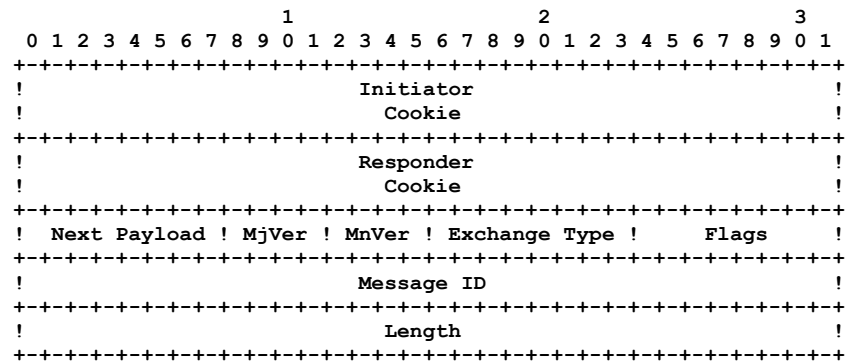 1                   2                   3
 0 1 2 3 4 5 6 7 8 9 0 1 2 3 4 5 6 7 8 9 0 1 2 3 4 5 6 7 8 9 0 1
+-+-+-+-+-+-+-+-+-+-+-+-+-+-+-+-+-+-+-+-+-+-+-+-+-+-+-+-+-+-+-+-+
!                          Initiator                            !
!                            Cookie                             !
+-+-+-+-+-+-+-+-+-+-+-+-+-+-+-+-+-+-+-+-+-+-+-+-+-+-+-+-+-+-+-+-+
!                          Responder                            !
!                            Cookie                             !
+-+-+-+-+-+-+-+-+-+-+-+-+-+-+-+-+-+-+-+-+-+-+-+-+-+-+-+-+-+-+-+-+
!  Next Payload ! MjVer ! MnVer ! Exchange Type !     Flags     !
+-+-+-+-+-+-+-+-+-+-+-+-+-+-+-+-+-+-+-+-+-+-+-+-+-+-+-+-+-+-+-+-+
!                          Message ID                           !
+-+-+-+-+-+-+-+-+-+-+-+-+-+-+-+-+-+-+-+-+-+-+-+-+-+-+-+-+-+-+-+-+
!                            Length                             !
+-+-+-+-+-+-+-+-+-+-+-+-+-+-+-+-+-+-+-+-+-+-+-+-+-+-+-+-+-+-+-+-+